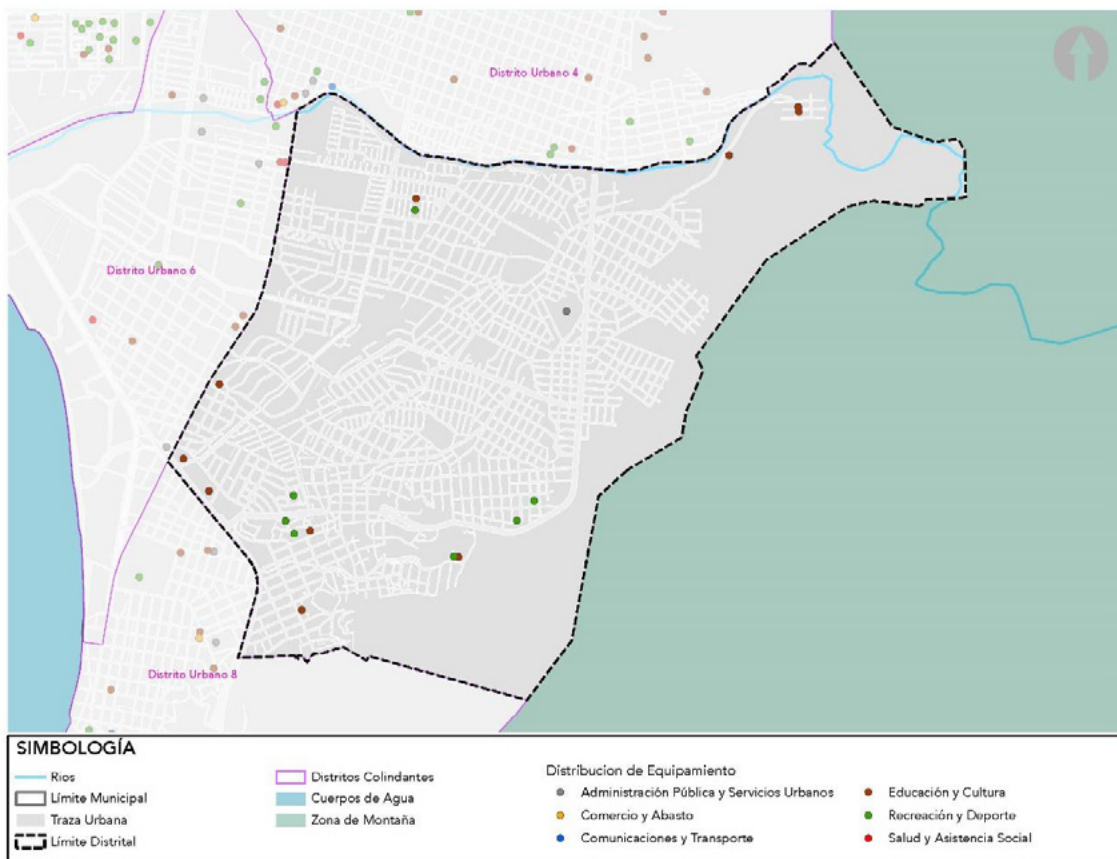 Distrito Urbano 4
Distrito Urbano 6
Distrito Urbano 8
SIMBOLOGÍA
Rios
Límite Municipal
Traza Urbana
Límite Distrital
Distritos Colindantes
Cuerpos de Agua
Zona de Montaña
Distribucion de Equipamiento
Administración Pública y Servicios Urbanos
Comercio y Abasto
Comunicaciones y Transporte
Educación y Cultura
Recreación y Deporte
Salud y Asistencia Social